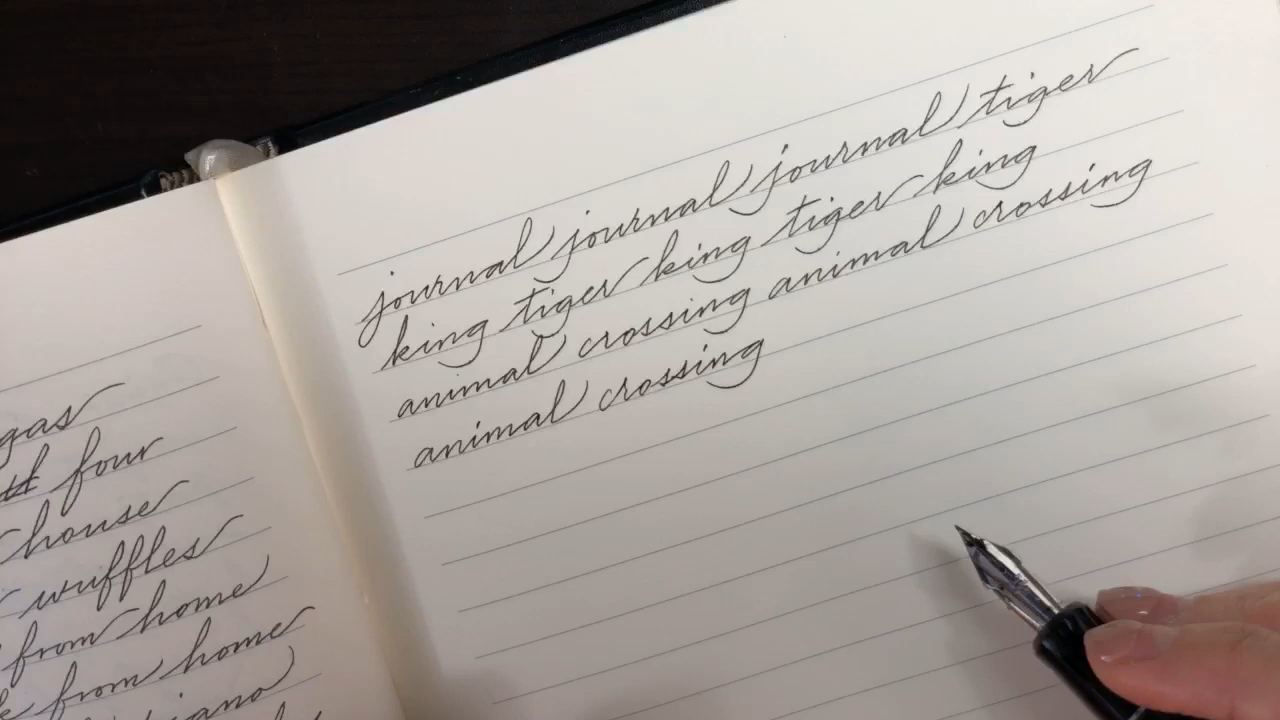 gas
four
house
wuffles
from home
from home
journal journal journal tiger
king tiger king tiger king
animal crossing animal crossing
animal crossing